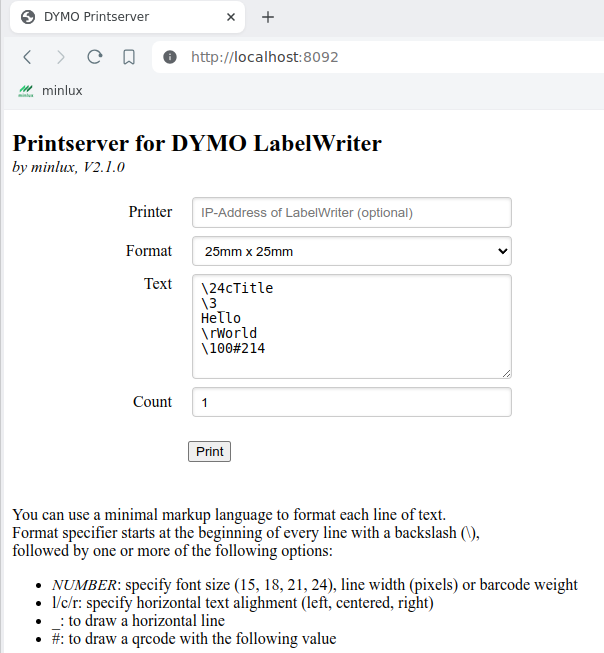 DYMO Printserver
http://localhost:8092
minlux
Printserver for DYMO LabelWriter
by minlux, V2.1.0
Printer IP-Address of LabelWriter (optional)
Format 25mm x 25mm
Text \24cTitle
\3_
Hello
\rWorld
\100#214
Count 1
Print
You can use a minimal markup language to format each line of text.
Format specifier starts at the beginning of every line with a backslash (\),
followed by one or more of the following options:
• NUMBER: specify font size (15, 18, 21, 24), line width (pixels) or barcode weight
• l/c/r: specify horizontal text alighment (left, centered, right)
• _: to draw a horizontal line
• #: to draw a qrcode with the following value